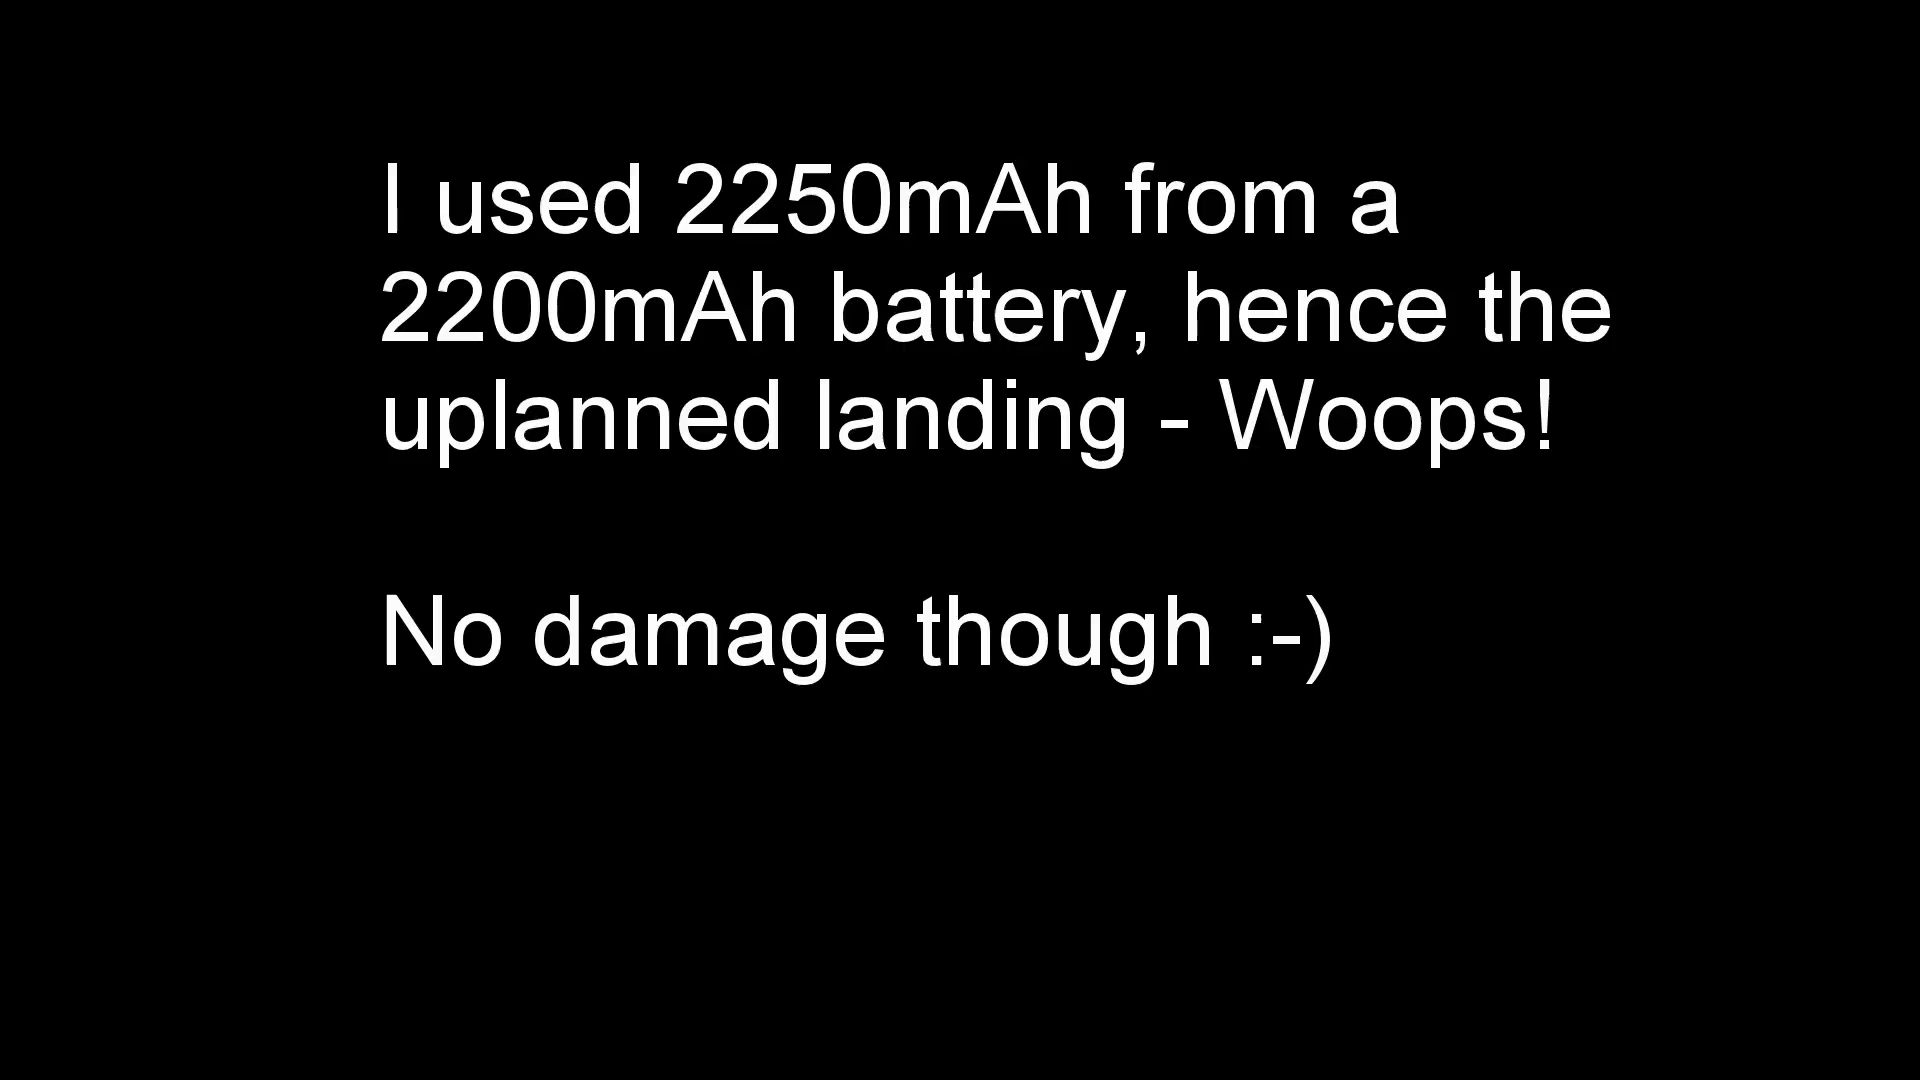 I used 2250mAh from a
2200mAh battery, hence the
uplanned landing - Woops!
No damage though :-)